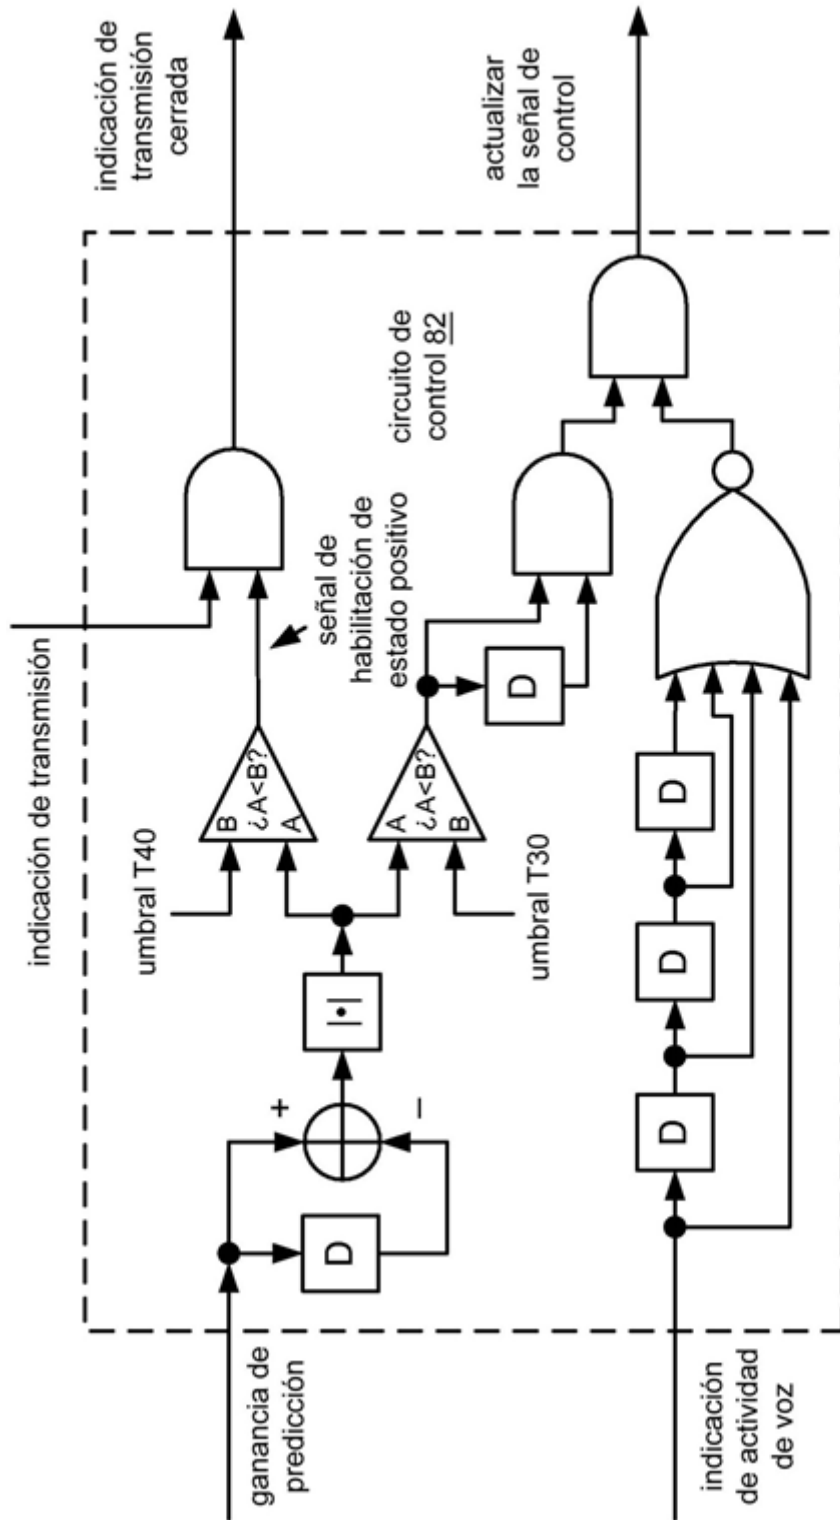 indicación de
transmisión
cerrada
actualizar
la señal de
control
circuito de
control 82
indicación de transmisión
señal de
habilitación de
estado positivo
B
¿A<B?
A
A
¿A<B?
B
D
umbral T40
umbral T30
|•|
+
–
D
D
D
D
ganancia de
predicción
indicación
de actividad
de voz